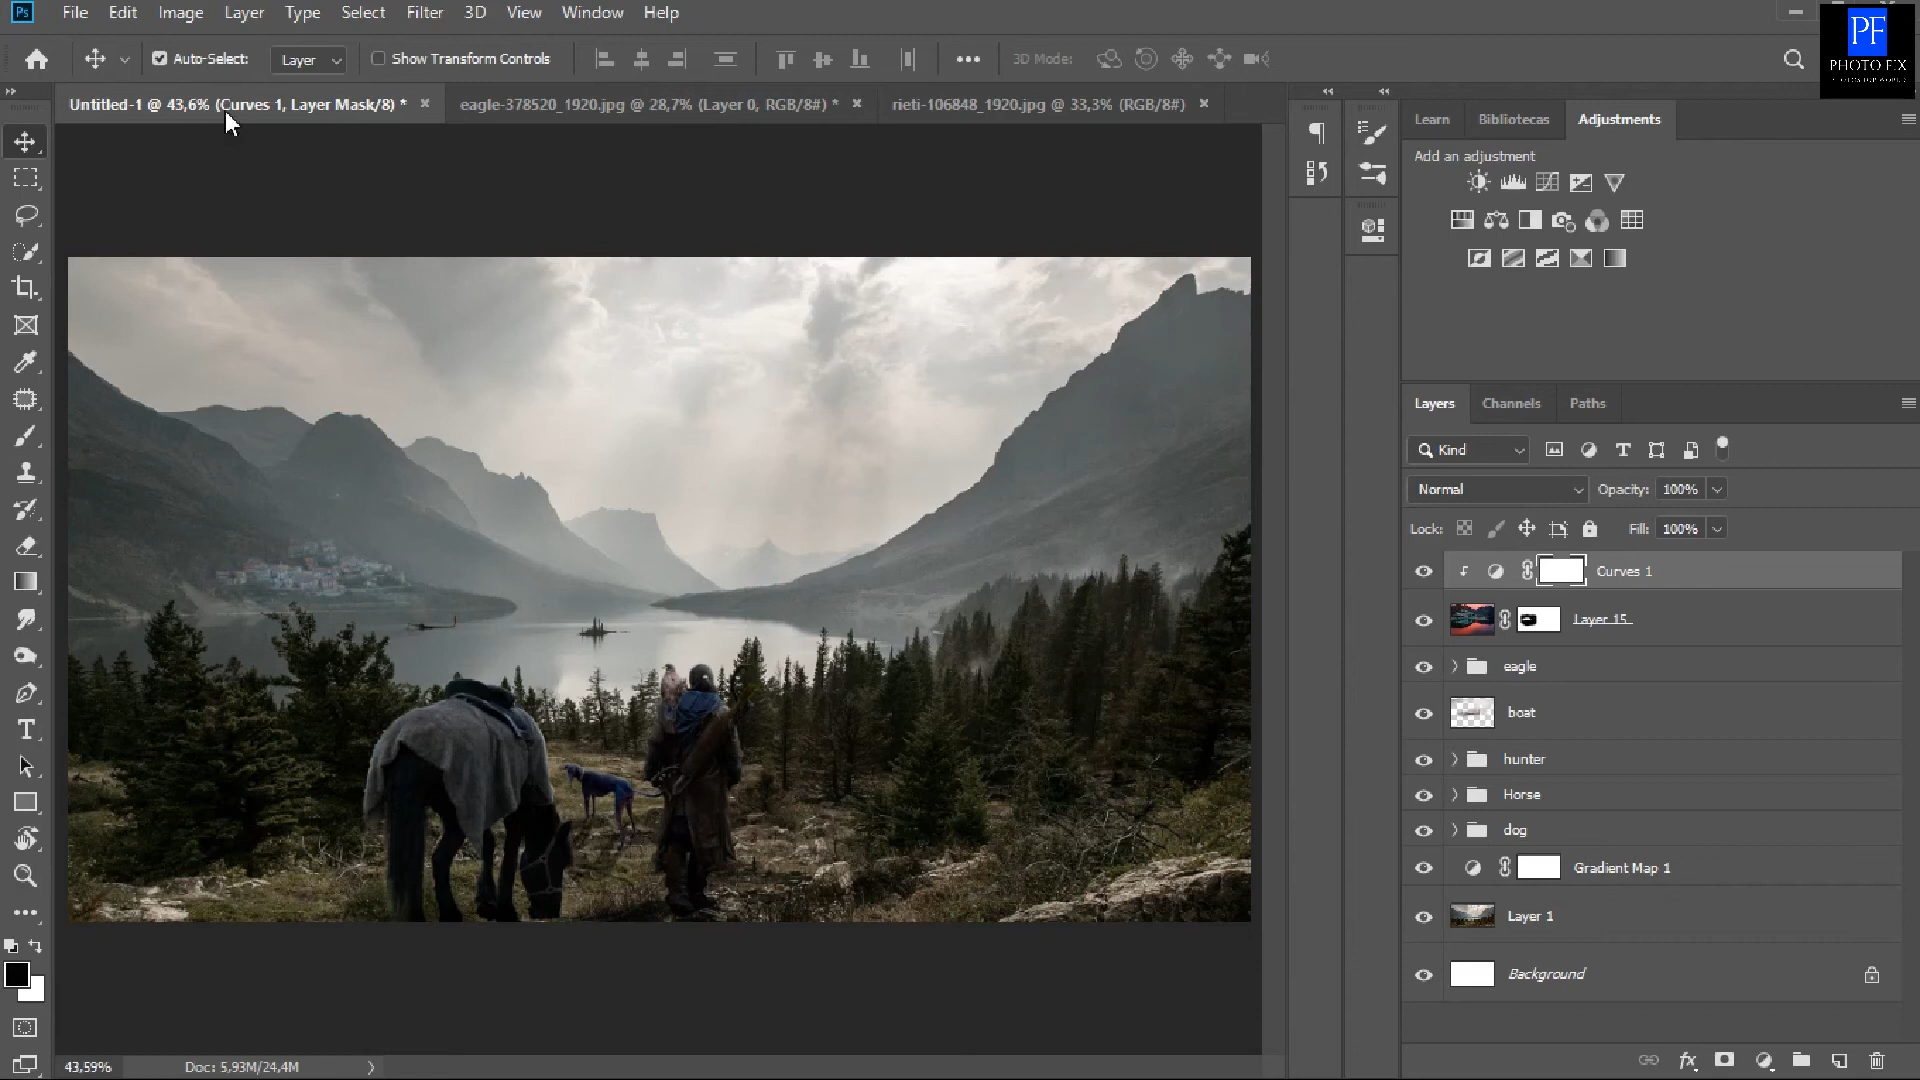 Ps File Edit Image Layer Type Select Filter 3D View Window Help
PF
PHOTO FIX
Auto-Select: Layer Show Transform Controls 3D Mode:
Untitled-1 @ 43,6% (Curves 1, Layer Mask/8) * eagle-378520_1920.jpg @ 28,7% (Layer 0, RGB/8#) * rieti-106848_1920.jpg @ 33,3% (RGB/8#)
Learn Bibliotecas Adjustments
Add an adjustment
Layers Channels Paths
Kind
Normal Opacity: 100%
Lock: Fill: 100%
Curves 1
Layer 15
eagle
boat
hunter
Horse
dog
Gradient Map 1
Layer 1
Background
43,59% Doc: 5,93M/24,4M